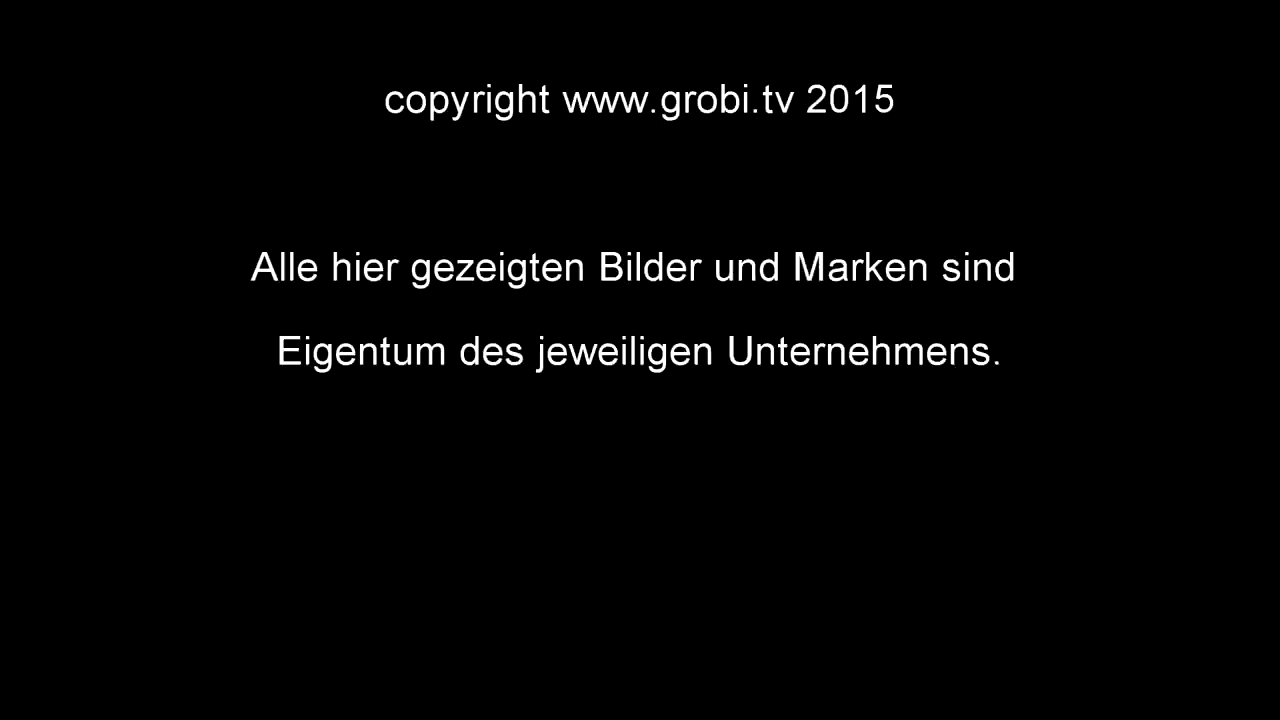 copyright www.grobi.tv 2015
Alle hier gezeigten Bilder und Marken sind
Eigentum des jeweiligen Unternehmens.